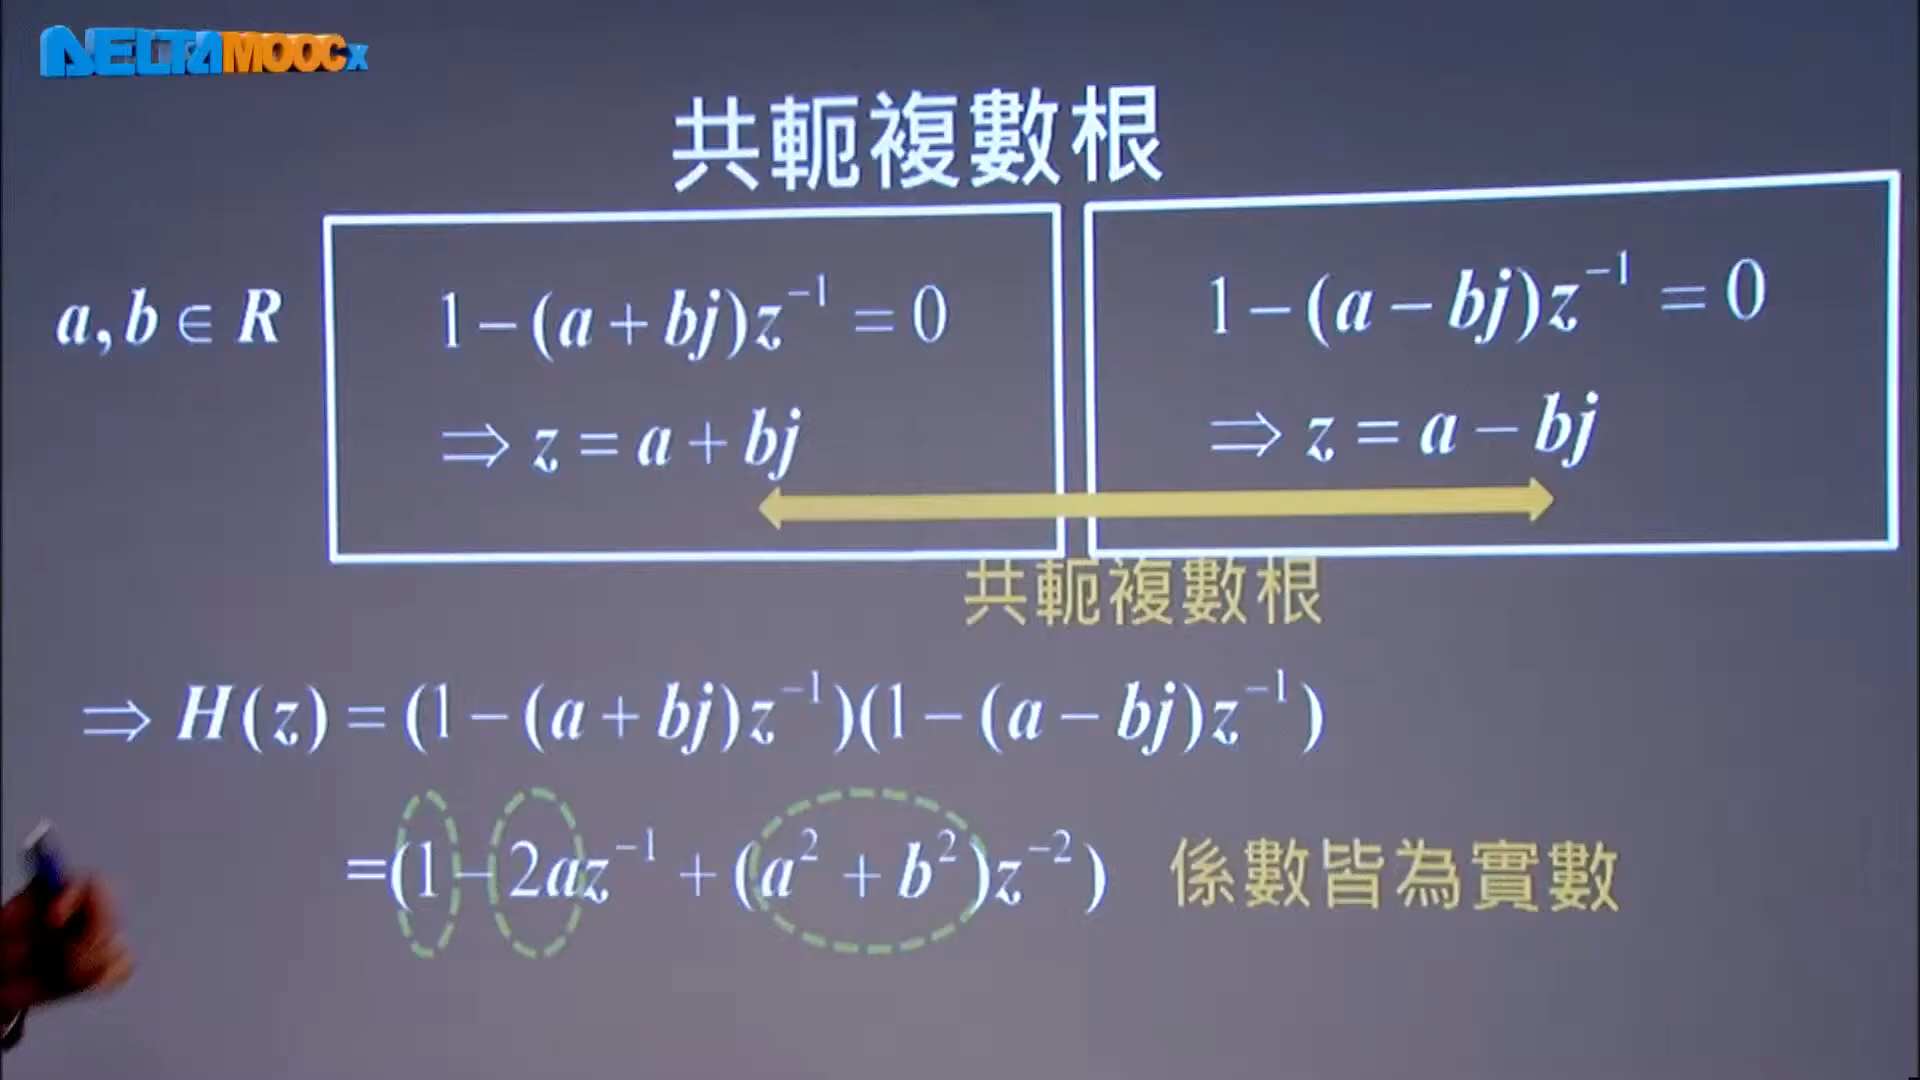 DELTAMOOCx
共軛複數根
a,b ∈ R
1−(a+bj)z⁻¹ = 0
⇒ z = a + bj
1−(a−bj)z⁻¹ = 0
⇒ z = a − bj
共軛複數根
⇒ H(z) = (1−(a+bj)z⁻¹)(1−(a−bj)z⁻¹)
=(1−2az⁻¹ + (a² + b²)z⁻²) 係數皆為實數